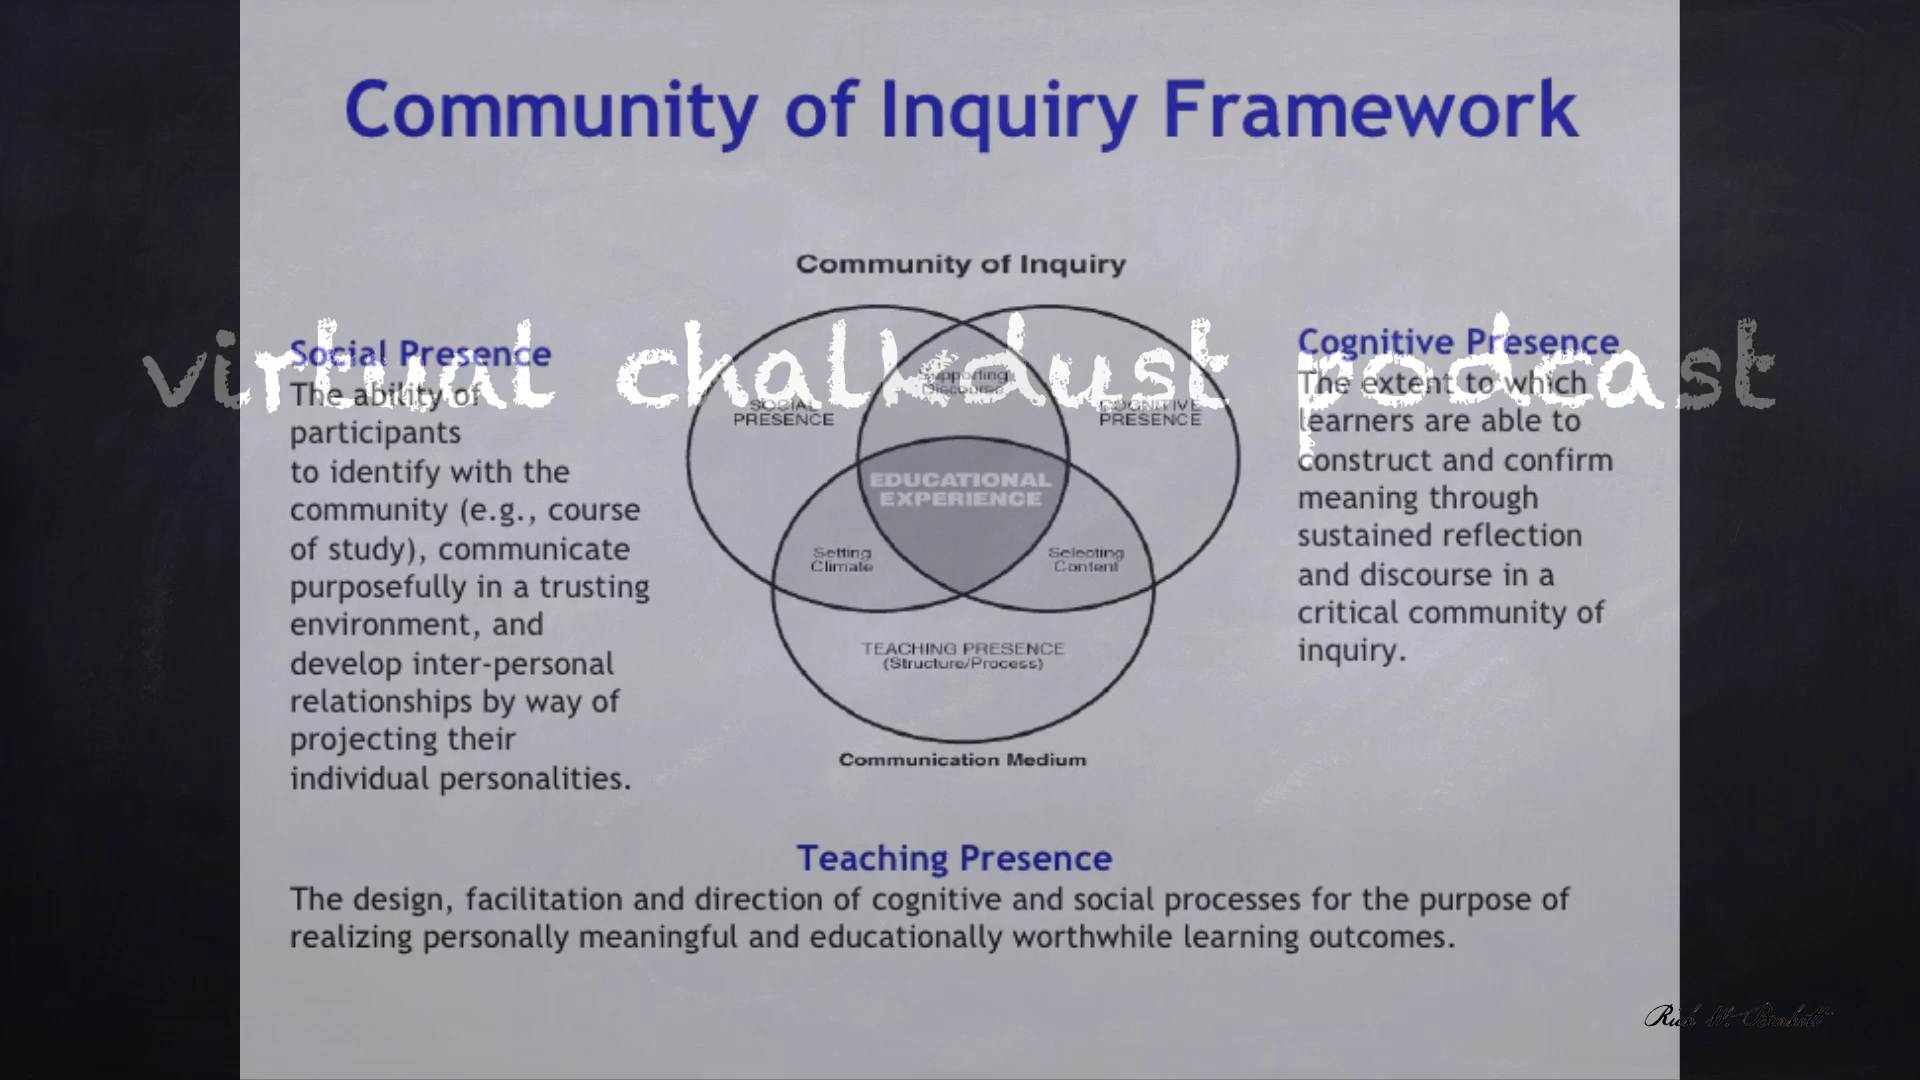 Community of Inquiry Framework
Community of Inquiry
virtual chalkdust podcast
Social Presence
The ability of
participants
to identify with the
community (e.g., course
of study), communicate
purposefully in a trusting
environment, and
develop inter-personal
relationships by way of
projecting their
individual personalities.
Supporting
Discourse
SOCIAL
PRESENCE
COGNITIVE
PRESENCE
EDUCATIONAL
EXPERIENCE
Setting
Climate
Selecting
Content
TEACHING PRESENCE
(Structure/Process)
Communication Medium
Cognitive Presence
The extent to which
learners are able to
construct and confirm
meaning through
sustained reflection
and discourse in a
critical community of
inquiry.
Teaching Presence
The design, facilitation and direction of cognitive and social processes for the purpose of
realizing personally meaningful and educationally worthwhile learning outcomes.
Rick W.